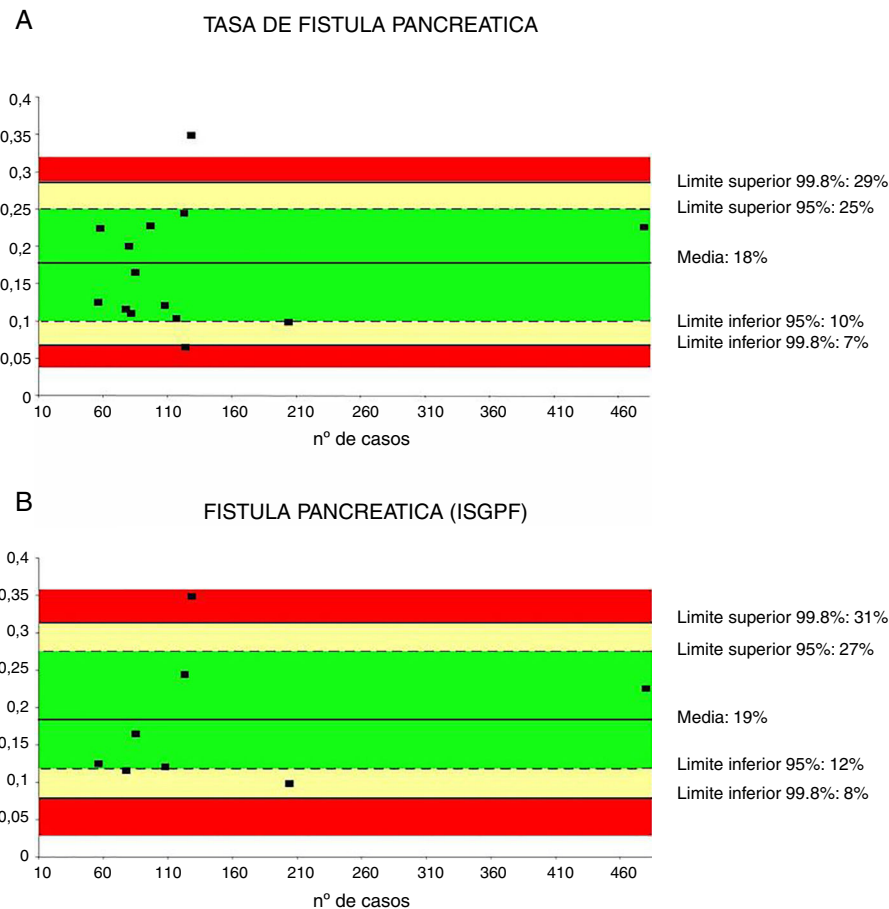 A
TASA DE FISTULA PANCREATICA
0,4
0,35
0,3
0,25
0,2
0,15
0,1
0,05
0
Limite superior 99.8%: 29%
Limite superior 95%: 25%
Media: 18%
Limite inferior 95%: 10%
Limite inferior 99.8%: 7%
10 60 110 160 210 260 310 360 410 460
nº de casos
B
FISTULA PANCREATICA (ISGPF)
0,4
0,35
0,3
0,25
0,2
0,15
0,1
0,05
0
Limite superior 99.8%: 31%
Limite superior 95%: 27%
Media: 19%
Limite inferior 95%: 12%
Limite inferior 99.8%: 8%
10 60 110 160 210 260 310 360 410 460
nº de casos